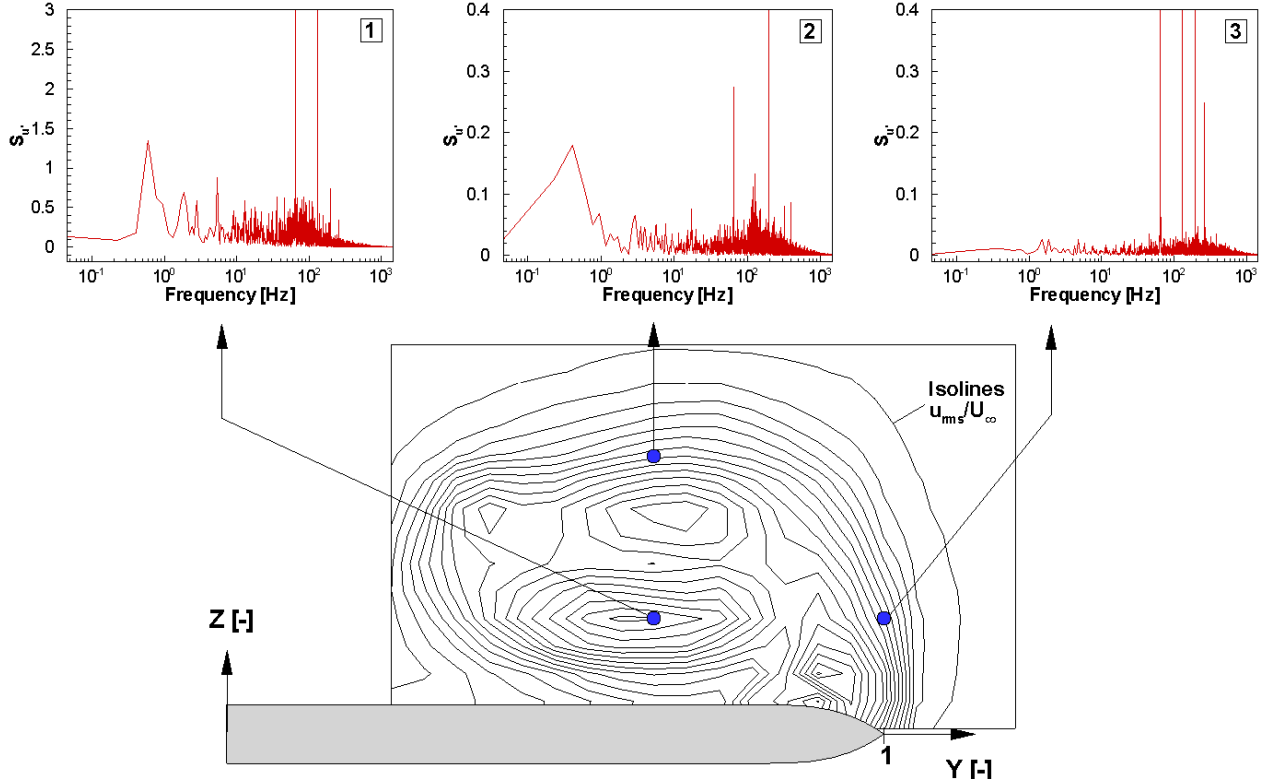 3 2.5 2 1.5 1 0.5 0
S_u'
1
10^-1 10^0 10^1 10^2 10^3
Frequency [Hz]
0.4 0.3 0.2 0.1 0
S_u'
2
10^-1 10^0 10^1 10^2 10^3
Frequency [Hz]
0.4 0.3 0.2 0.1 0
S_u'
3
10^-1 10^0 10^1 10^2 10^3
Frequency [Hz]
Isolines
u_rms/U_∞
Z [-]
1
Y [-]